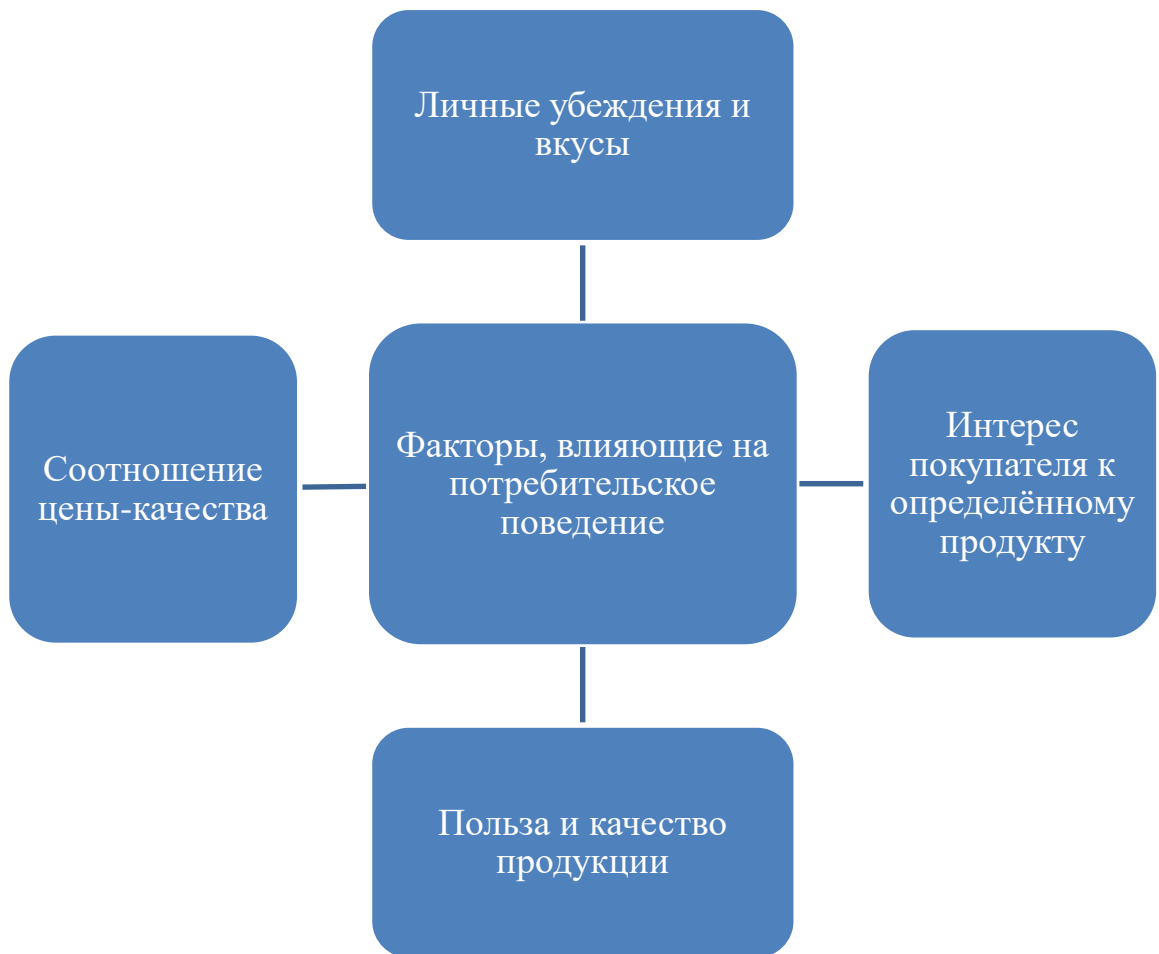 Личные убеждения и
вкусы
Соотношение
цены-качества
Факторы, влияющие на
потребительское
поведение
Интерес
покупателя к
определённому
продукту
Польза и качество
продукции